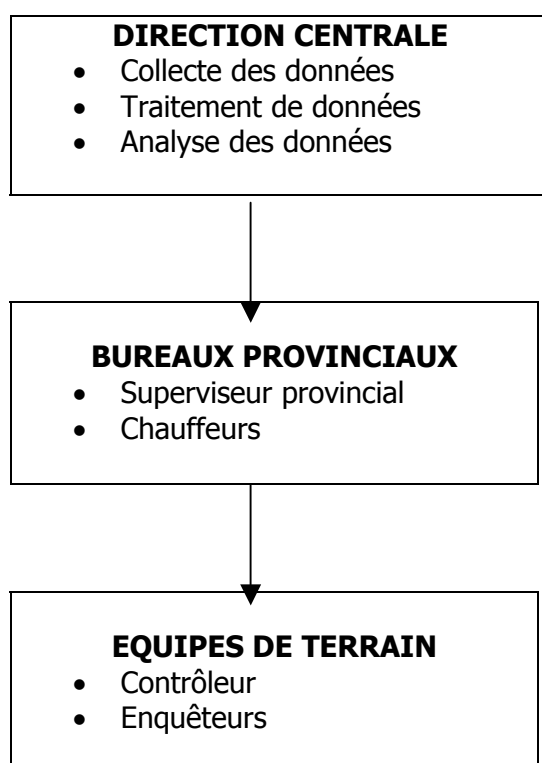 DIRECTION CENTRALE
• Collecte des données
• Traitement de données
• Analyse des données
BUREAUX PROVINCIAUX
• Superviseur provincial
• Chauffeurs
EQUIPES DE TERRAIN
• Contrôleur
• Enquêteurs